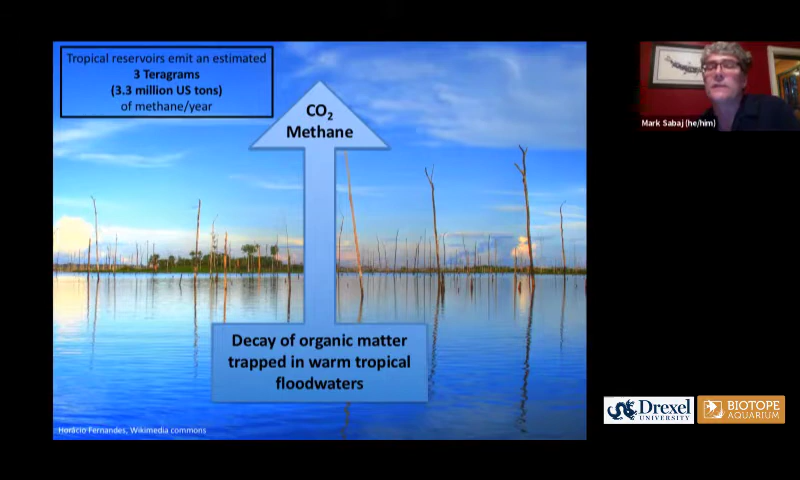 Tropical reservoirs emit an estimated
3 Teragrams
(3.3 million US tons)
of methane/year
CO₂
Methane
Decay of organic matter
trapped in warm tropical
floodwaters
Horácio Fernandes, Wikimedia commons
Mark Sabaj (he/him)
Drexel
UNIVERSITY
BIOTOPE
AQUARIUM